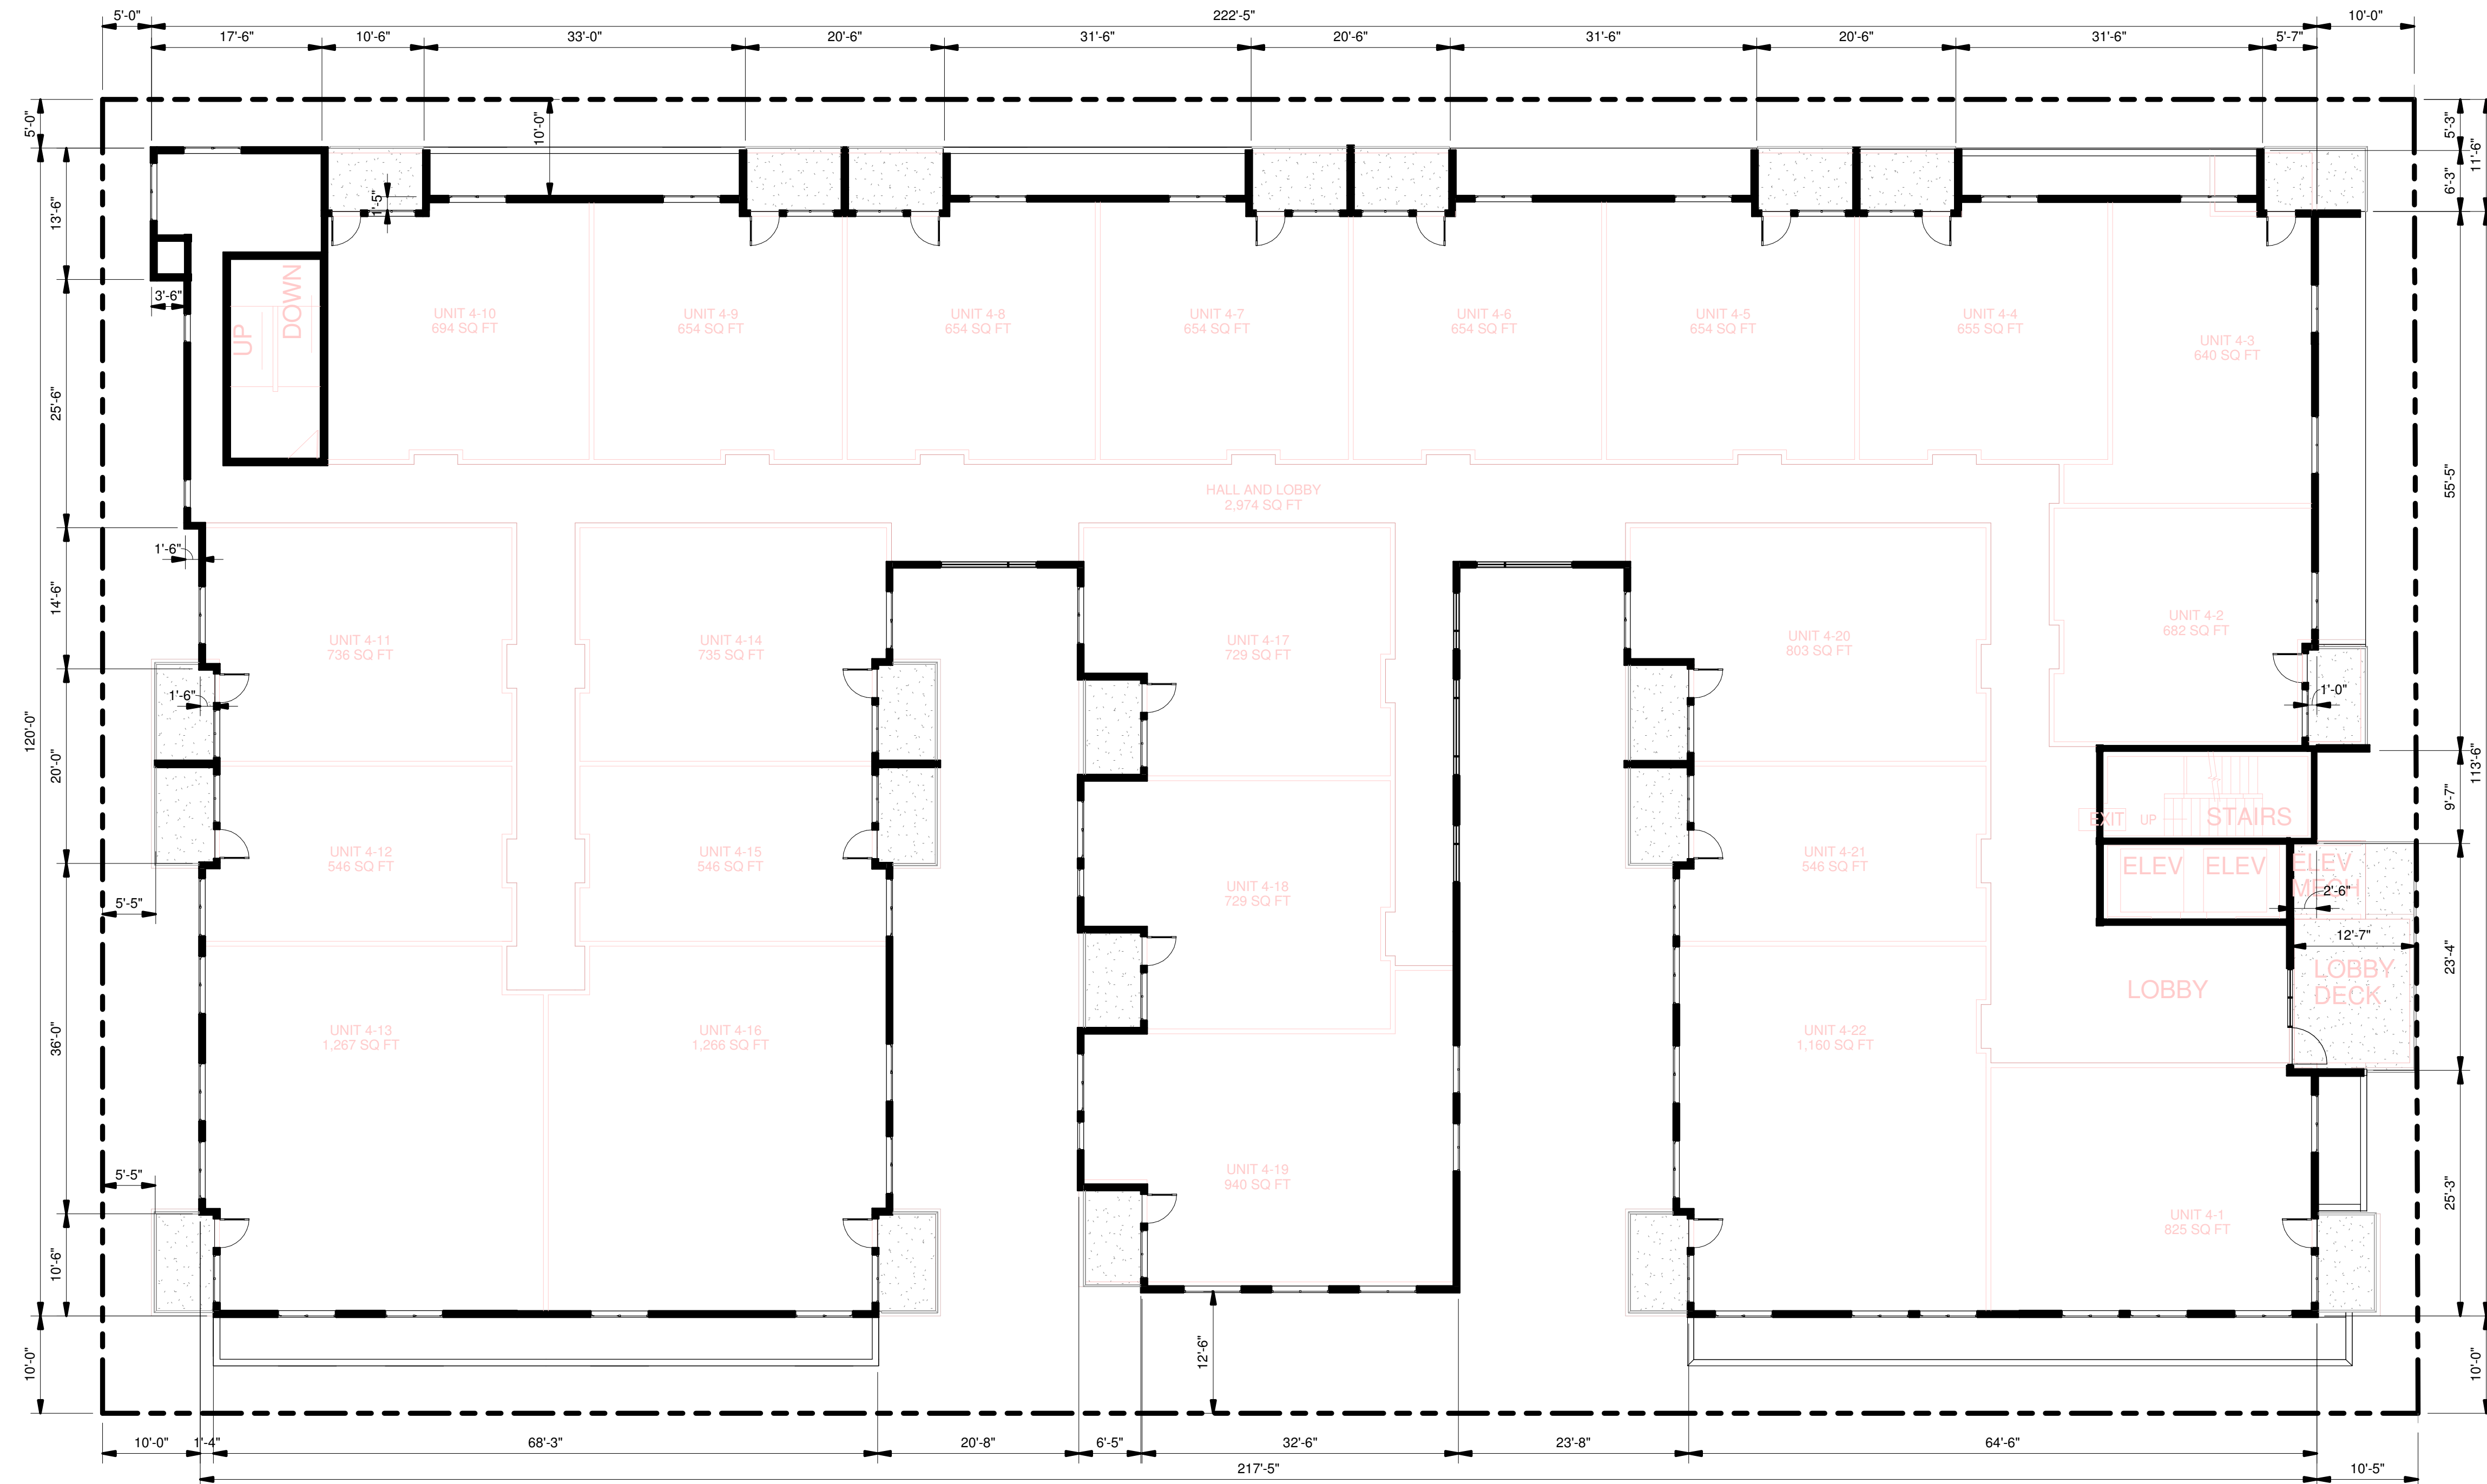 5'-0"
222'-5"
10'-0"
17'-6"
10'-6"
33'-0"
20'-6"
31'-6"
20'-6"
31'-6"
20'-6"
31'-6"
5'-7"
5'-0"
10'-0"
5'-3"
11'-6"
6'-3"
1'-5"
13'-6"
3'-6"
UP
DOWN
UNIT 4-10
694 SQ FT
UNIT 4-9
654 SQ FT
UNIT 4-8
654 SQ FT
UNIT 4-7
654 SQ FT
UNIT 4-6
654 SQ FT
UNIT 4-5
654 SQ FT
UNIT 4-4
655 SQ FT
UNIT 4-3
640 SQ FT
25'-6"
55'-5"
HALL AND LOBBY
2,974 SQ FT
1'-6"
14'-6"
UNIT 4-11
736 SQ FT
UNIT 4-14
735 SQ FT
UNIT 4-17
729 SQ FT
UNIT 4-20
803 SQ FT
UNIT 4-2
682 SQ FT
1'-6"
1'-0"
120'-0"
20'-0"
113'-6"
9'-7"
EXIT
UP
STAIRS
UNIT 4-12
546 SQ FT
UNIT 4-15
546 SQ FT
UNIT 4-18
729 SQ FT
UNIT 4-21
546 SQ FT
ELEV
ELEV
ELEV
MECH
2'-6"
5'-5"
12'-7"
23'-4"
LOBBY
LOBBY
DECK
36'-0"
UNIT 4-13
1,267 SQ FT
UNIT 4-16
1,266 SQ FT
UNIT 4-22
1,160 SQ FT
5'-5"
UNIT 4-19
940 SQ FT
UNIT 4-1
825 SQ FT
25'-3"
10'-6"
10'-0"
12'-6"
10'-0"
10'-0"
1'-4"
68'-3"
20'-8"
6'-5"
32'-6"
23'-8"
64'-6"
217'-5"
10'-5"